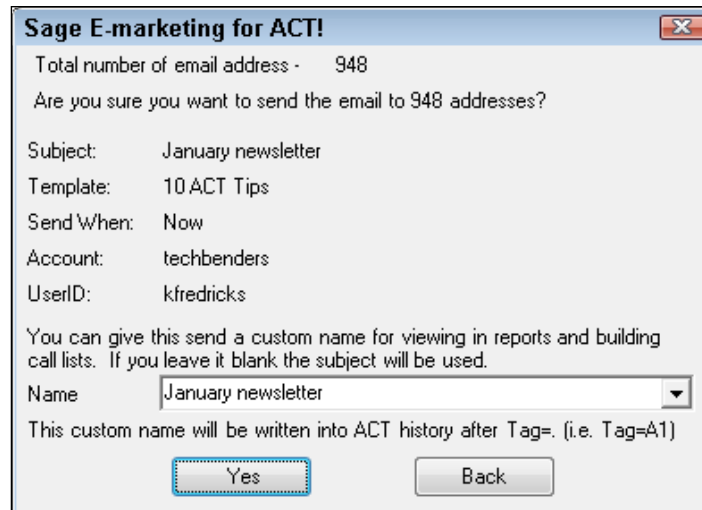 Sage E-marketing for ACT!
Total number of email address - 948
Are you sure you want to send the email to 948 addresses?
Subject: January newsletter
Template: 10 ACT Tips
Send When: Now
Account: techbenders
UserID: kfredricks
You can give this send a custom name for viewing in reports and building
call lists. If you leave it blank the subject will be used.
Name January newsletter
This custom name will be written into ACT history after Tag=. (i.e. Tag=A1)
Yes Back